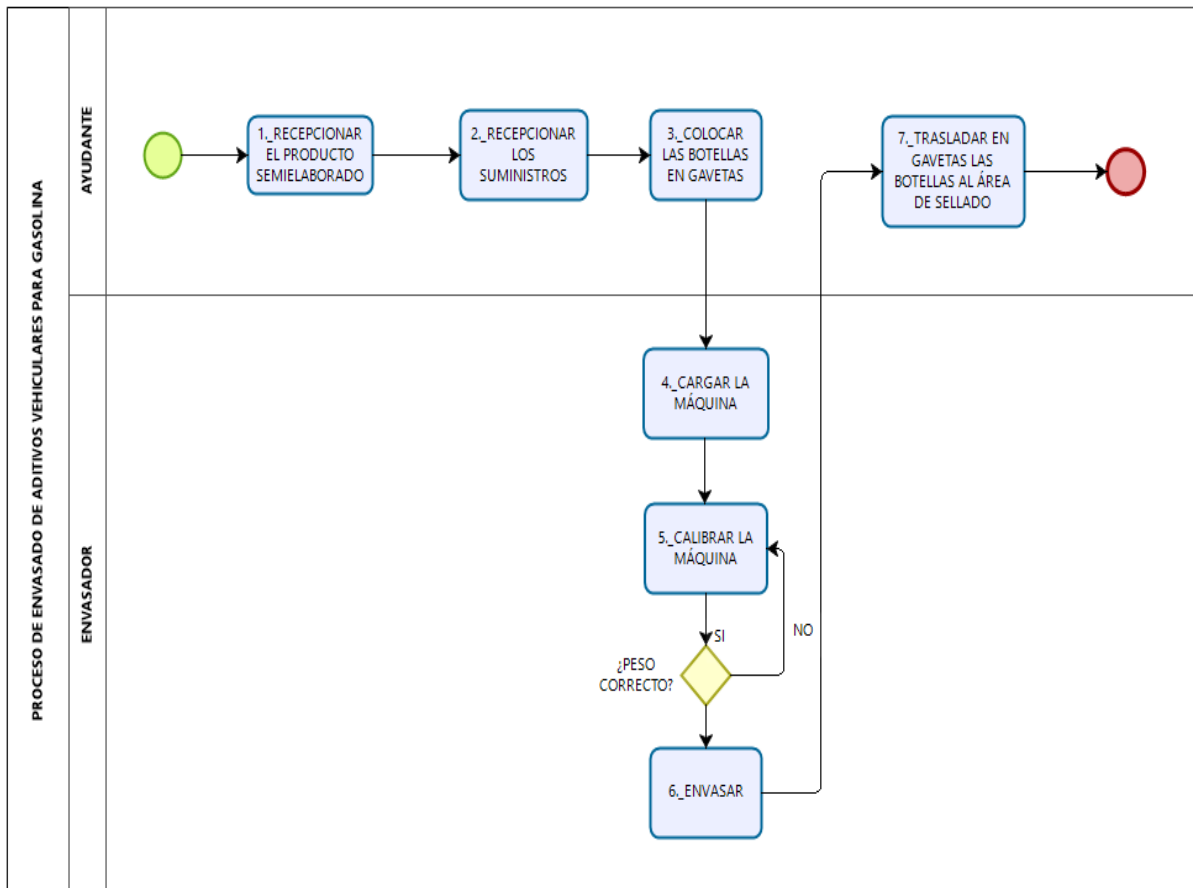 PROCESO DE ENVASADO DE ADITIVOS VEHICULARES PARA GASOLINA
AYUDANTE
1._RECEPCIONAR
EL PRODUCTO
SEMIELABORADO
2._RECEPCIONAR
LOS
SUMINISTROS
3._COLOCAR
LAS BOTELLAS
EN GAVETAS
7._TRASLADAR EN
GAVETAS LAS
BOTELLAS AL ÁREA
DE SELLADO
ENVASADOR
4._CARGAR LA
MÁQUINA
5._CALIBRAR LA
MÁQUINA
SI
NO
¿PESO
CORRECTO?
6._ENVASAR